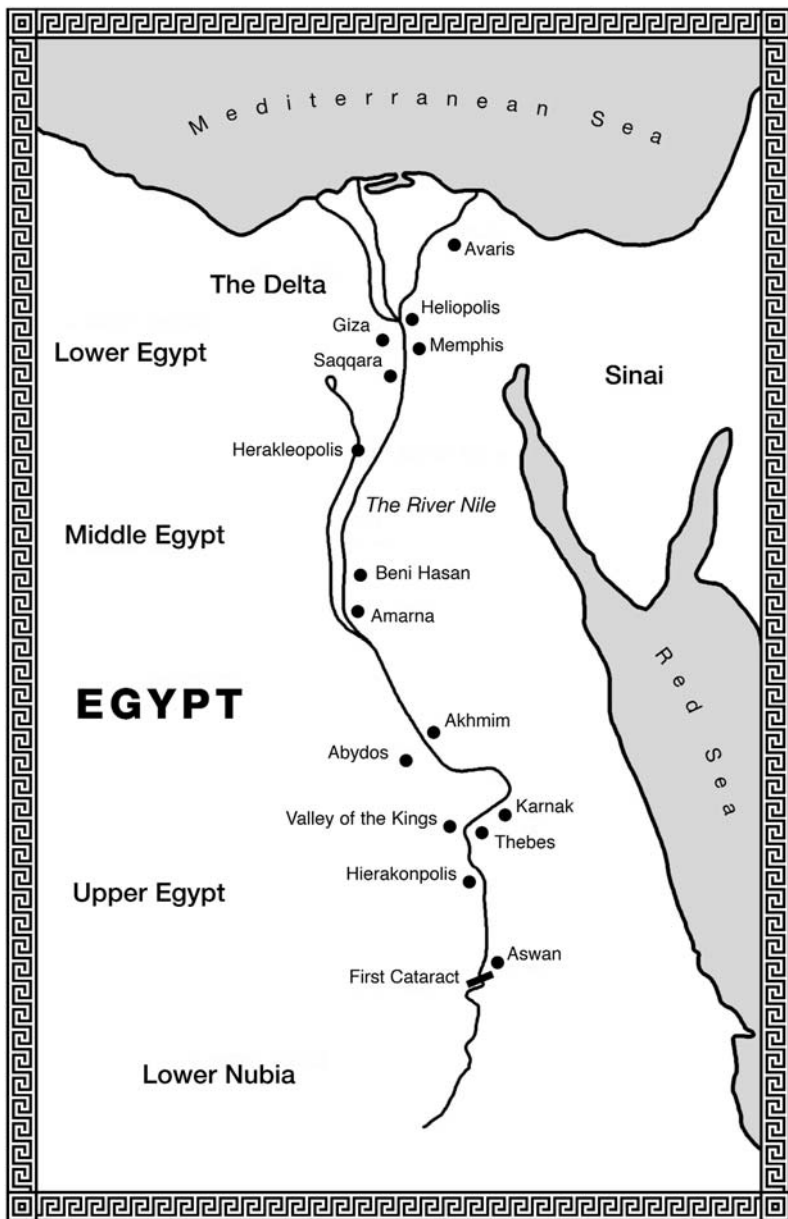 Mediterranean Sea
Avaris
The Delta
Heliopolis
Giza
Lower Egypt
Memphis
Saqqara
Sinai
Herakleopolis
The River Nile
Middle Egypt
Beni Hasan
Amarna
EGYPT
Red Sea
Akhmim
Abydos
Karnak
Valley of the Kings
Thebes
Hierakonpolis
Upper Egypt
Aswan
First Cataract
Lower Nubia